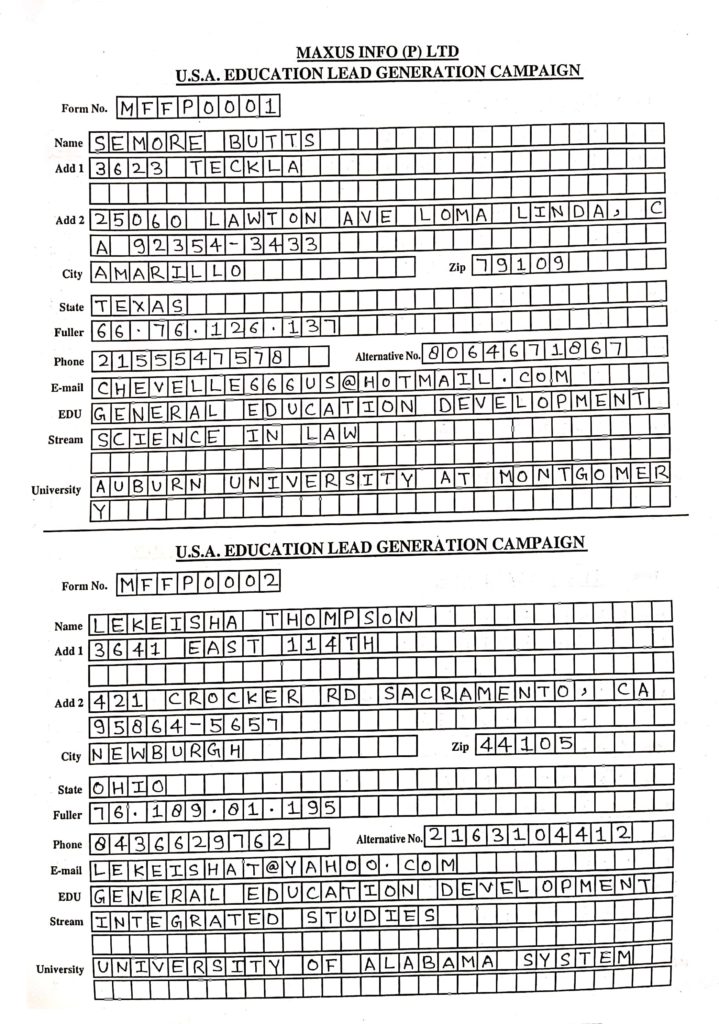 MAXUS INFO (P) LTD
U.S.A. EDUCATION LEAD GENERATION CAMPAIGN
Form No. MFFP0001
Name SEMORE BUTTS
Add 1 3623 TECKLA
Add 2 25060 LAWTON AVE LOMA LINDA, C
A 92354-3433
City AMARILLO Zip 79109
State TEXAS
Fuller 66.76.126.137
Phone 2155547578 Alternative No. 8064671867
E-mail CHEVELLE666US@HOTMAIL.COM
EDU GENERAL EDUCATION DEVELOPMENT
Stream SCIENCE IN LAW
University AUBURN UNIVERSITY AT MONTGOMER
Y
U.S.A. EDUCATION LEAD GENERATION CAMPAIGN
Form No. MFFP0002
Name LEKEISHA THOMPSON
Add 1 3641 EAST 114TH
Add 2 421 CROCKER RD SACRAMENTO, CA
95864-5657
City NEWBURGH Zip 44105
State OHIO
Fuller 76.189.81.195
Phone 8436629762 Alternative No. 2163104412
E-mail LEKEISHAT@YAHOO.COM
EDU GENERAL EDUCATION DEVELOPMENT
Stream INTEGRATED STUDIES
University UNIVERSITY OF ALABAMA SYSTEM